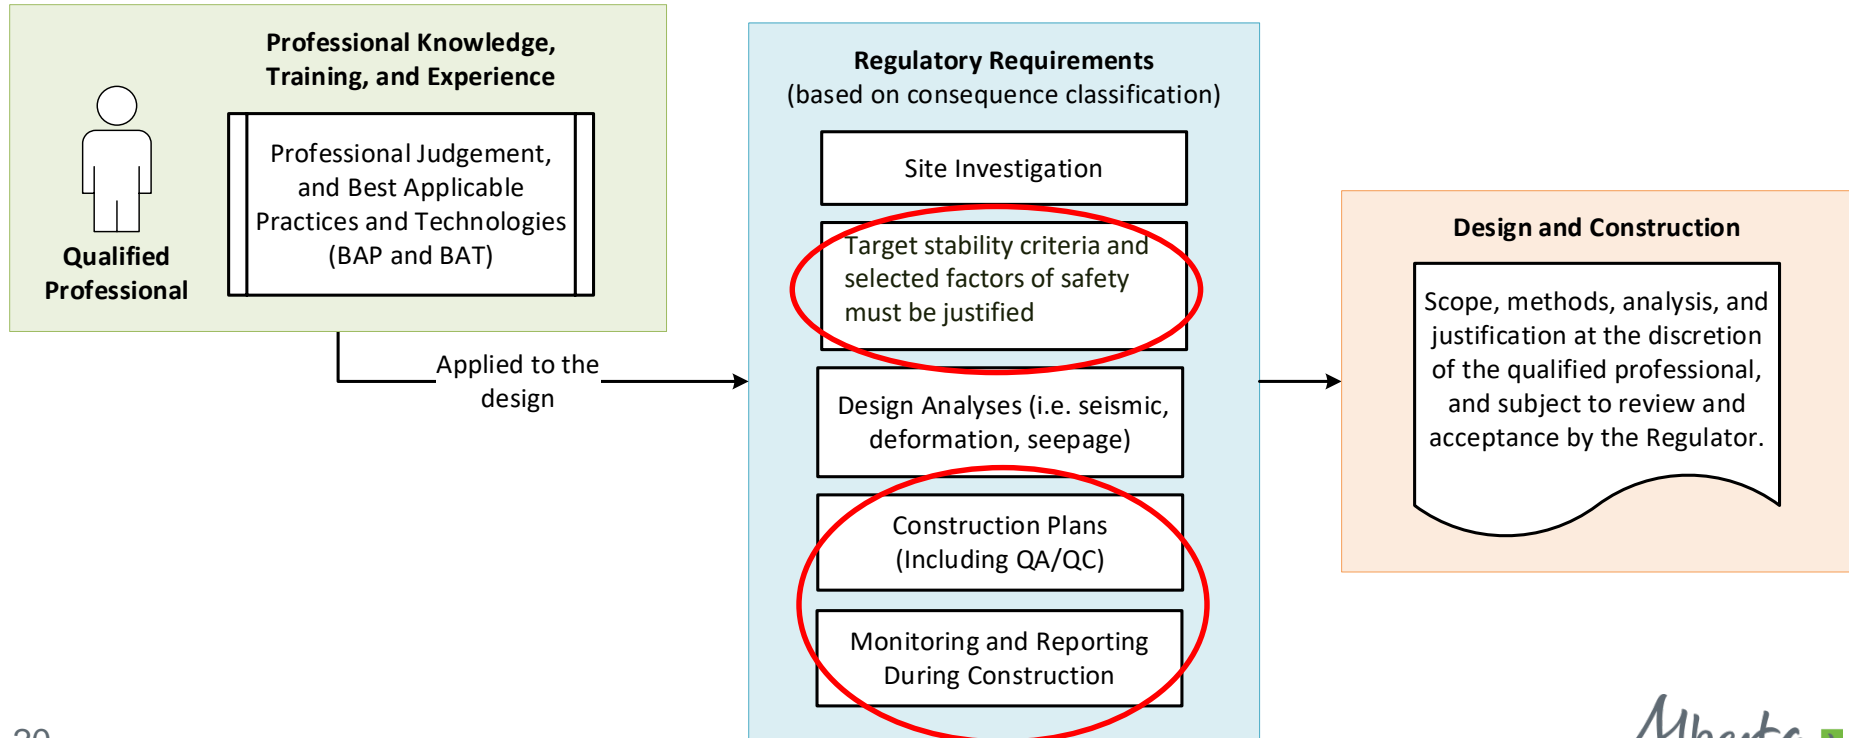 Professional Knowledge,
Training, and Experience
Professional Judgement,
and Best Applicable
Practices and Technologies
(BAP and BAT)
Qualified
Professional
Applied to the
design
Regulatory Requirements
(based on consequence classification)
Site Investigation
Target stability criteria and
selected factors of safety
must be justified
Design Analyses (i.e. seismic,
deformation, seepage)
Construction Plans
(Including QA/QC)
Monitoring and Reporting
During Construction
Design and Construction
Scope, methods, analysis, and
justification at the discretion
of the qualified professional,
and subject to review and
acceptance by the Regulator.